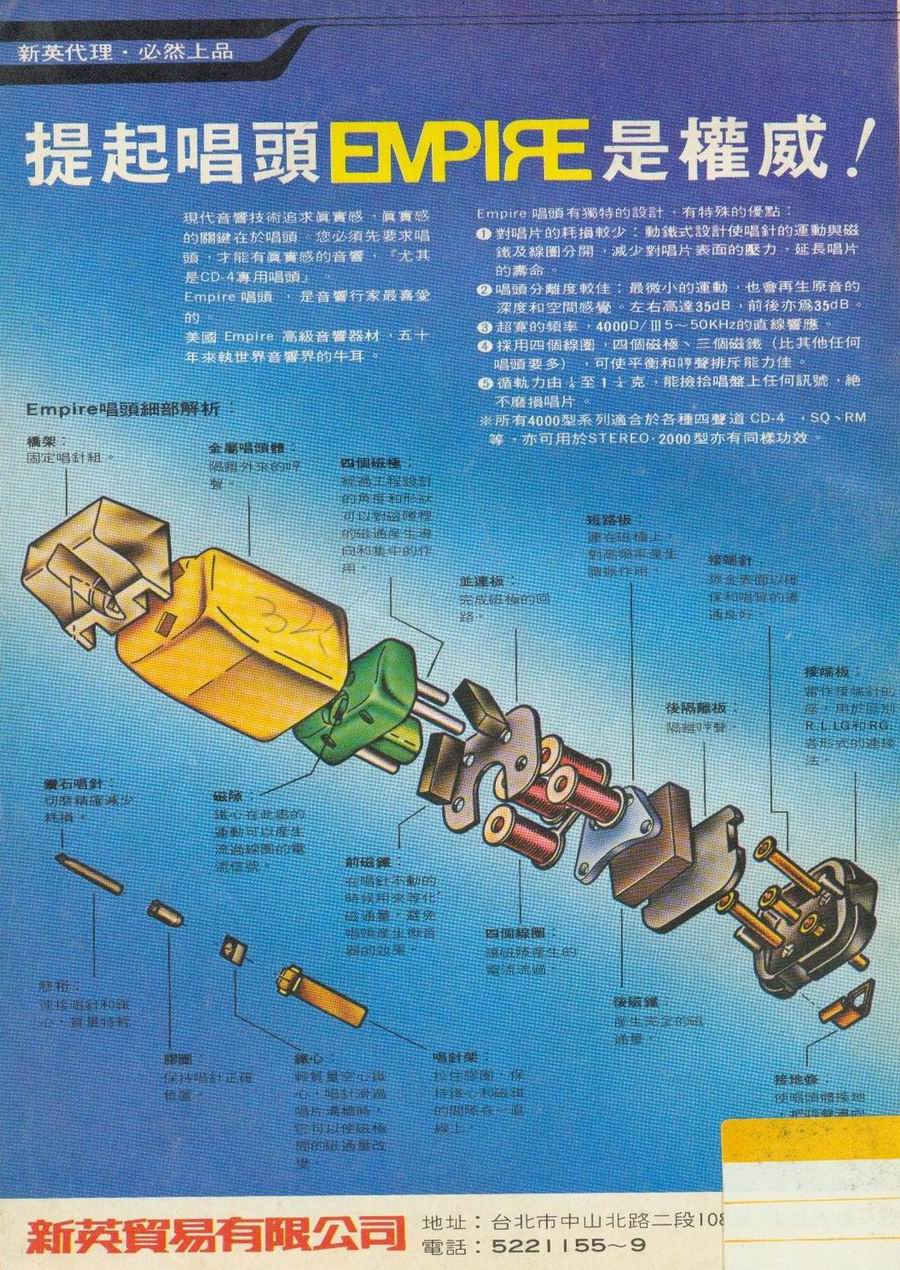 新英代理·必然上品
提起唱頭EMPIRE是權威！
現代音響技術追求眞實感，眞實感
的關鍵在於唱頭。您必須先要求唱
頭，才能有眞實感的音響，『尤其
是CD-4專用唱頭』。
Empire 唱頭 ，是音響行家最喜愛
的。
美國 Empire 高級音響器材，五十
年來執世界音響界的牛耳。
Empire 唱頭有獨特的設計，有特殊的優點：
❶對唱片的耗損較少：動鐵式設計使唱針的運動與磁
鐵及線圈分開，減少對唱片表面的壓力，延長唱片
的壽命。
❷唱頭分離度較佳：最微小的運動，也會再生原音的
深度和空間感覺。左右高達35dB，前後亦爲35dB。
❸超寬的頻率，4000D/Ⅲ5～50KHz的直線響應。
❹採用四個線圈，四個磁極、三個磁鐵（比其他任何
唱頭要多），可使平衡和哼聲排斥能力佳。
❺循軌力由¼至1¼克，能撿拾唱盤上任何訊號，絶
不磨損唱片。
※所有4000型系列適合於各種四聲道 CD-4 ，SQ、RM
等，亦可用於STEREO·2000型亦有同樣功效。
Empire唱頭細部解析：
橋架：
固定唱針組。
金屬唱頭體：
隔離外來的哼
聲。
四個磁極：
經過工程設計
的角度和形狀
可以對磁隙裡
的磁通產生導
向和集中的作
用。
並連板：
完成磁極的回
路。
短路板：
連在磁極上，
對高頻率產生
諧振作用。
接端針：
鍍金表面以確
保和唱臂的溝
通良好。
接端板：
當作接端針的
座，用於區別
R.L.LG和RG.
各形式的連接
法。
後隔離板：
隔離哼聲。
鑽石唱針：
切磨精確減少
耗損。
磁隙：
鐵心在此處的
運動可以產生
流過線圈的電
流信號。
前磁鐵：
在唱針不動的
時候用來等化
磁通量，避免
唱頭產生微音
器的效果。
四個線圈：
讓磁隙產生的
電流流過。
後磁鐵：
產生完全的磁
通量。
懸桁：
連接唱針和鐵
心，質量特輕
膠圈：
保持唱針正確
位置。
鐵心：
輕質量空心鐵
心，唱針滑過
唱片溝槽時，
它可以使磁極
間的磁通量改
變。
唱針架：
拉住膠圈，保
持鐵心和磁極
的間隙在一直
線上。
接地條：
使唱頭體接地
新英貿易有限公司
地址：台北市中山北路二段108
電話：5221155～9